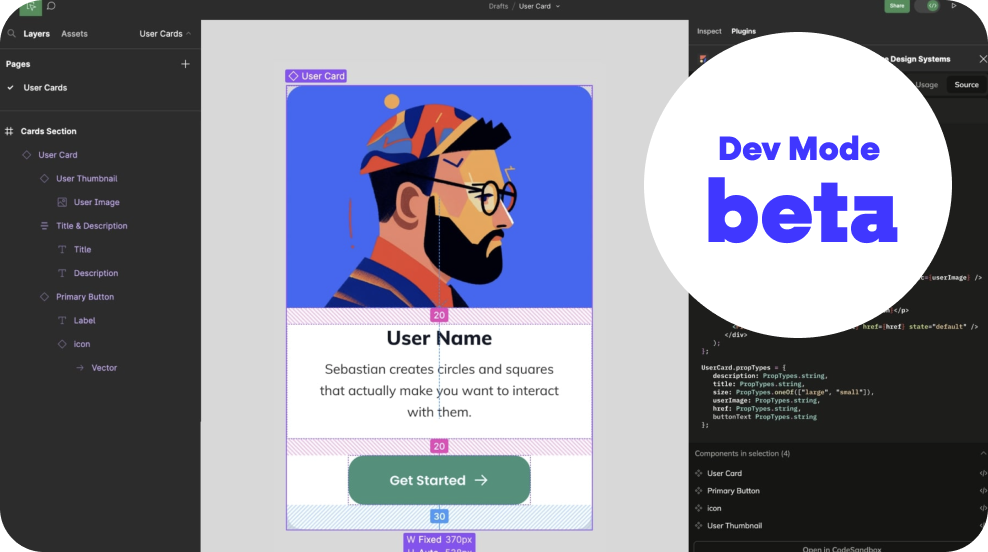 Drafts / User Card
Share
Layers
Assets
User Cards
Inspect
Plugins
Pages
User Cards
Design Systems
Usage
Source
Cards Section
User Card
User Thumbnail
User Image
Title & Description
Title
Description
Primary Button
Label
icon
Vector
User Card
20
User Name
Sebastian creates circles and squares
that actually make you want to interact
with them.
20
Get Started
30
W Fixed 370px
Dev Mode
beta
{userImage} />
</p>
href={href} state="default" />
</div>
);
};
UserCard.propTypes = {
description: PropTypes.string,
title: PropTypes.string,
size: PropTypes.oneOf(["large", "small"]),
userImage: PropTypes.string,
href: PropTypes.string,
buttonText PropTypes.string
};
Components in selection (4)
User Card
Primary Button
icon
User Thumbnail
Open in CodeSandbox